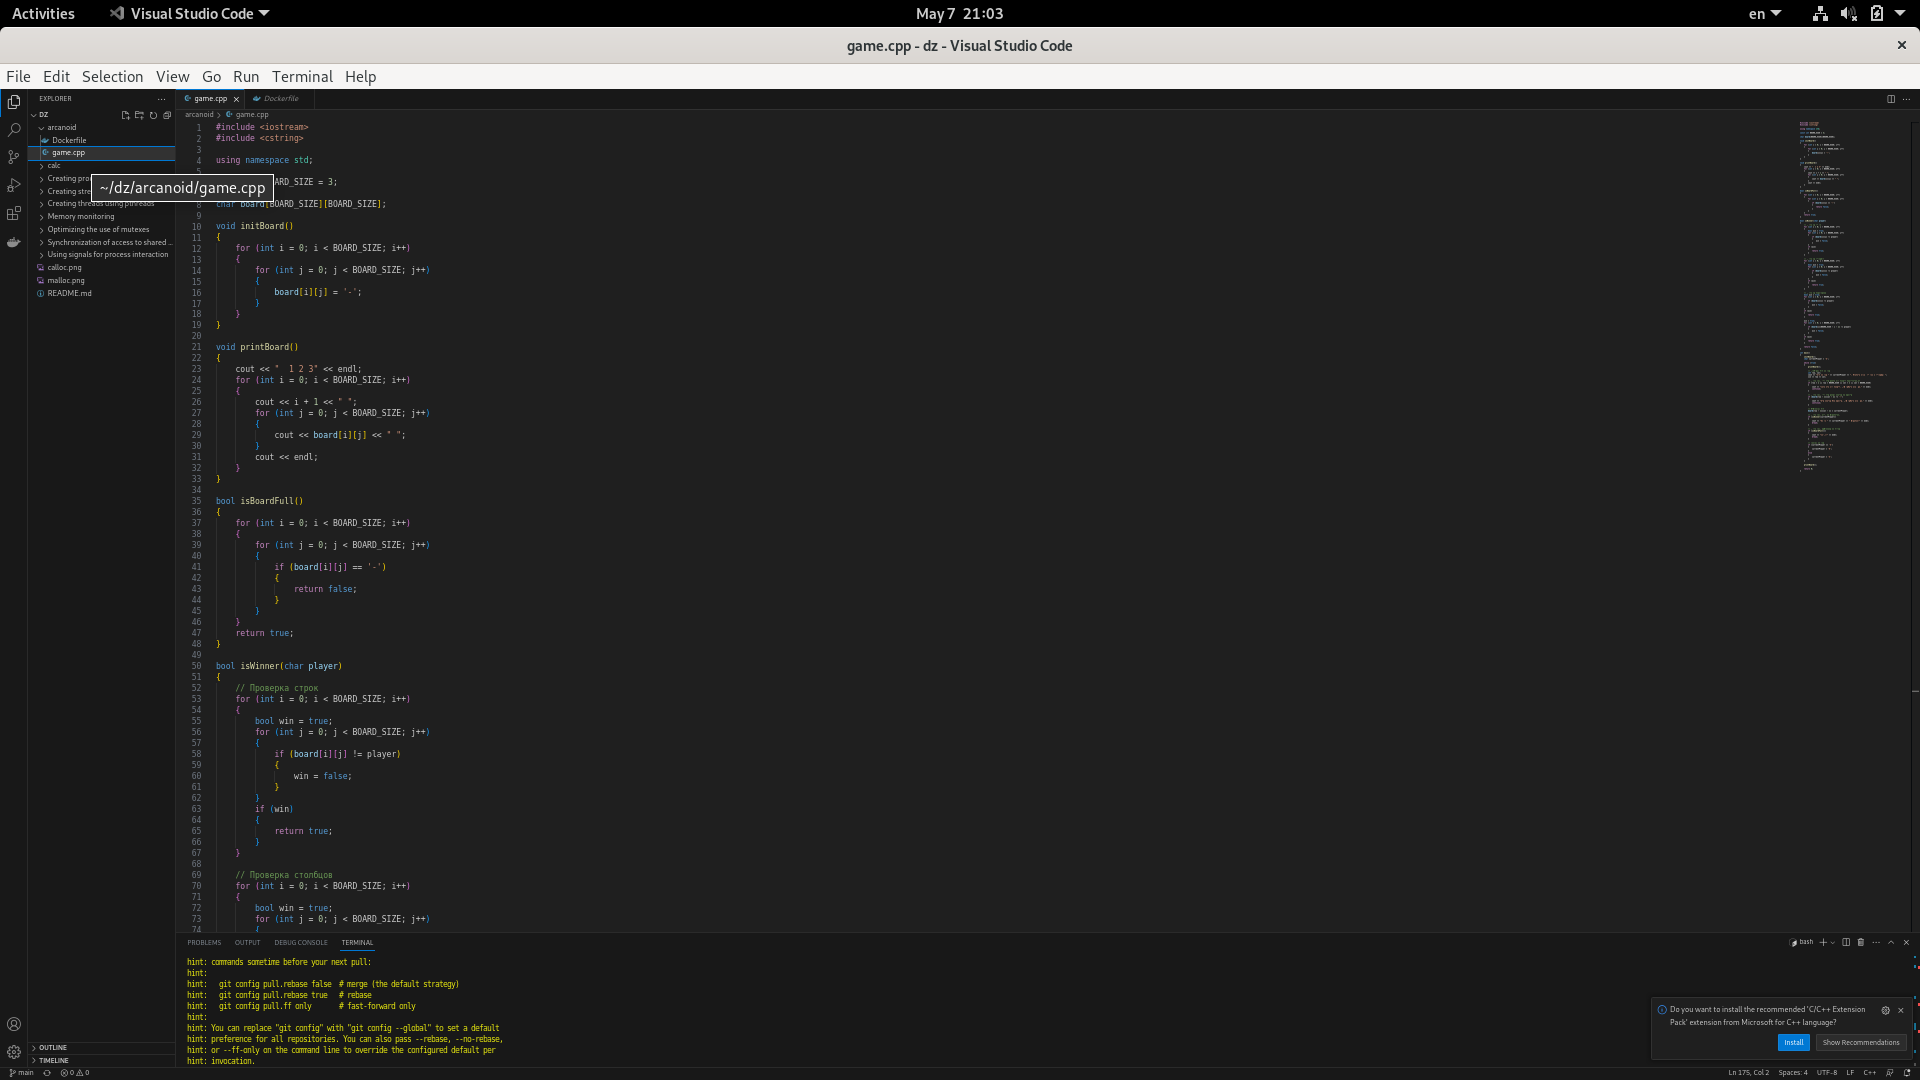 Activities
Visual Studio Code
May 7 21:03
en
game.cpp - dz - Visual Studio Code
File Edit Selection View Go Run Terminal Help
EXPLORER
DZ
arcanoid
Dockerfile
game.cpp
calc
Creating pro
Creating stre
Creating threads using pthreads
Memory monitoring
Optimizing the use of mutexes
Synchronization of access to shared ...
Using signals for process interaction
calloc.png
malloc.png
README.md
OUTLINE
TIMELINE
~/dz/arcanoid/game.cpp
game.cpp
Dockerfile
arcanoid > game.cpp
1 #include <iostream>
2 #include <cstring>
3
4 using namespace std;
5
ARD_SIZE = 3;
8 char board[BOARD_SIZE][BOARD_SIZE];
9
10 void initBoard()
11 {
12 for (int i = 0; i < BOARD_SIZE; i++)
13 {
14 for (int j = 0; j < BOARD_SIZE; j++)
15 {
16 board[i][j] = '-';
17 }
18 }
19 }
20
21 void printBoard()
22 {
23 cout << "  1 2 3" << endl;
24 for (int i = 0; i < BOARD_SIZE; i++)
25 {
26 cout << i + 1 << " ";
27 for (int j = 0; j < BOARD_SIZE; j++)
28 {
29 cout << board[i][j] << " ";
30 }
31 cout << endl;
32 }
33 }
34
35 bool isBoardFull()
36 {
37 for (int i = 0; i < BOARD_SIZE; i++)
38 {
39 for (int j = 0; j < BOARD_SIZE; j++)
40 {
41 if (board[i][j] == '-')
42 {
43 return false;
44 }
45 }
46 }
47 return true;
48 }
49
50 bool isWinner(char player)
51 {
52 // Проверка строк
53 for (int i = 0; i < BOARD_SIZE; i++)
54 {
55 bool win = true;
56 for (int j = 0; j < BOARD_SIZE; j++)
57 {
58 if (board[i][j] != player)
59 {
60 win = false;
61 }
62 }
63 if (win)
64 {
65 return true;
66 }
67 }
68
69 // Проверка столбцов
70 for (int i = 0; i < BOARD_SIZE; i++)
71 {
72 bool win = true;
73 for (int j = 0; j < BOARD_SIZE; j++)
74 {
PROBLEMS OUTPUT DEBUG CONSOLE TERMINAL
bash
hint: commands sometime before your next pull:
hint:
hint:   git config pull.rebase false  # merge (the default strategy)
hint:   git config pull.rebase true   # rebase
hint:   git config pull.ff only       # fast-forward only
hint:
hint: You can replace "git config" with "git config --global" to set a default
hint: preference for all repositories. You can also pass --rebase, --no-rebase,
hint: or --ff-only on the command line to override the configured default per
hint: invocation.
Do you want to install the recommended 'C/C++ Extension
Pack' extension from Microsoft for C++ language?
Install
Show Recommendations
main
0 0
Ln 175, Col 2
Spaces: 4
UTF-8
LF
C++